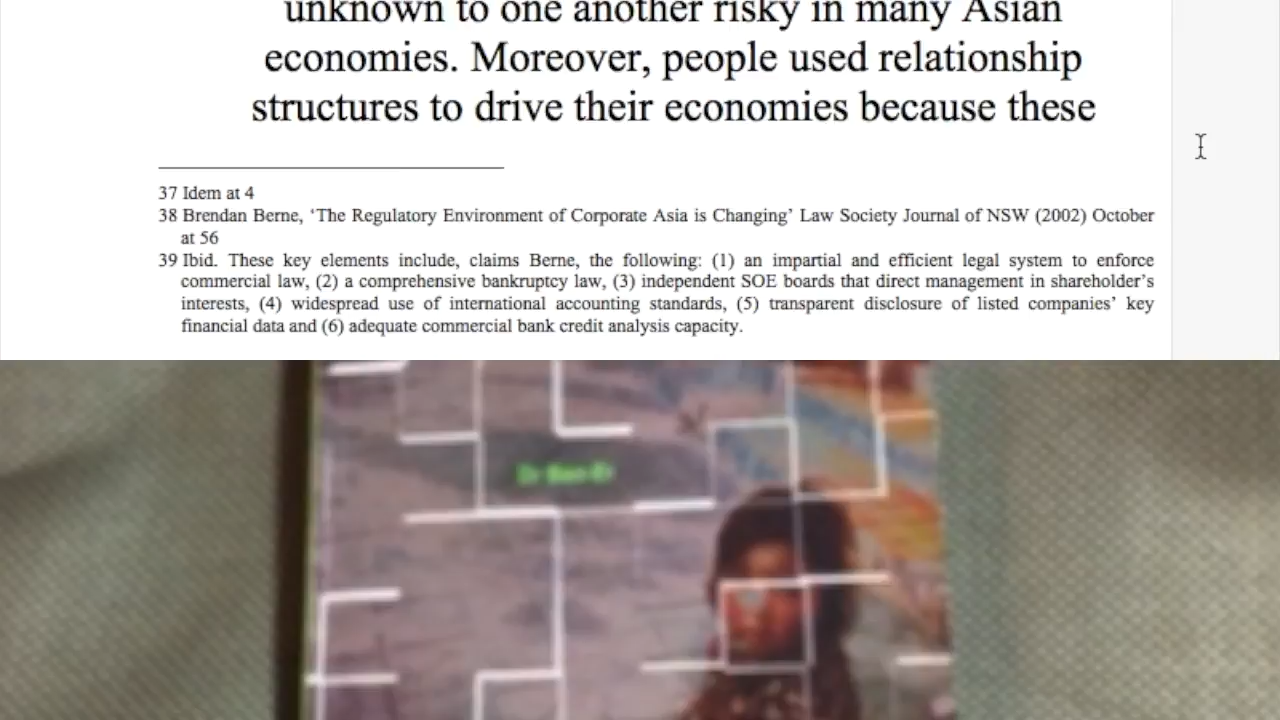 unknown to one another risky in many Asian
economies. Moreover, people used relationship
structures to drive their economies because these
37 Idem at 4
38 Brendan Berne, ‘The Regulatory Environment of Corporate Asia is Changing’ Law Society Journal of NSW (2002) October
at 56
39 Ibid. These key elements include, claims Berne, the following: (1) an impartial and efficient legal system to enforce
commercial law, (2) a comprehensive bankruptcy law, (3) independent SOE boards that direct management in shareholder’s
interests, (4) widespread use of international accounting standards, (5) transparent disclosure of listed companies’ key
financial data and (6) adequate commercial bank credit analysis capacity.